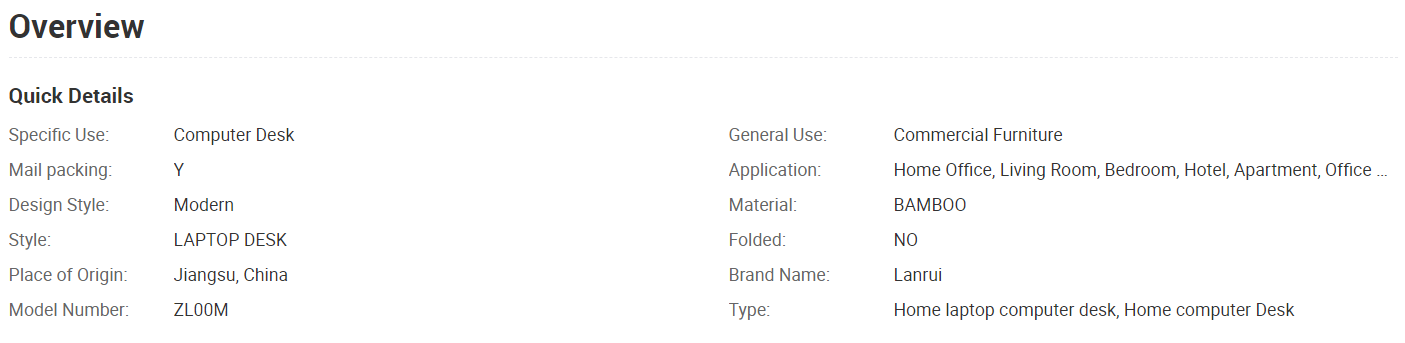 Overview
Quick Details
Specific Use: Computer Desk General Use: Commercial Furniture
Mail packing: Y Application: Home Office, Living Room, Bedroom, Hotel, Apartment, Office ...
Design Style: Modern Material: BAMBOO
Style: LAPTOP DESK Folded: NO
Place of Origin: Jiangsu, China Brand Name: Lanrui
Model Number: ZL00M Type: Home laptop computer desk, Home computer Desk